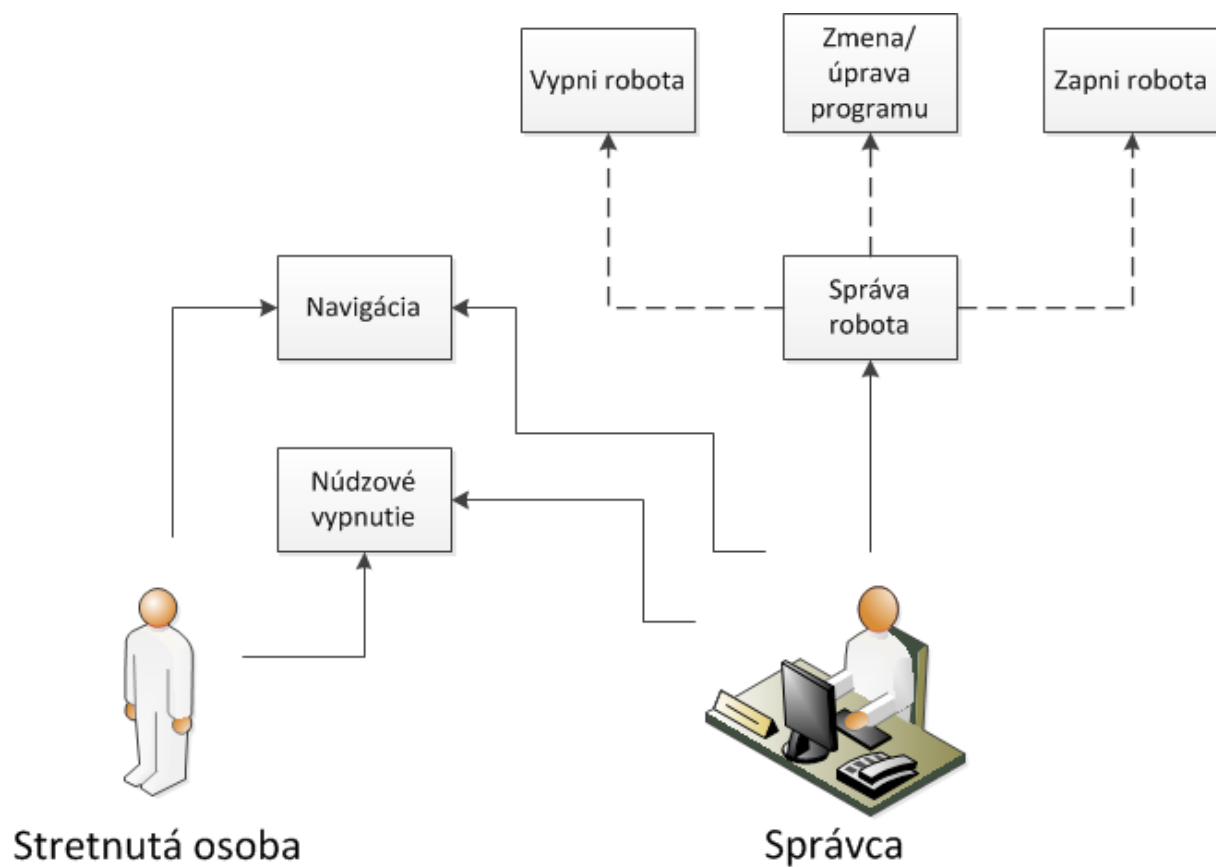 Vypni robota
Zmena/
úprava
programu
Zapni robota
Navigácia
Správa
robota
Núdzové
vypnutie
Stretnutá osoba
Správca